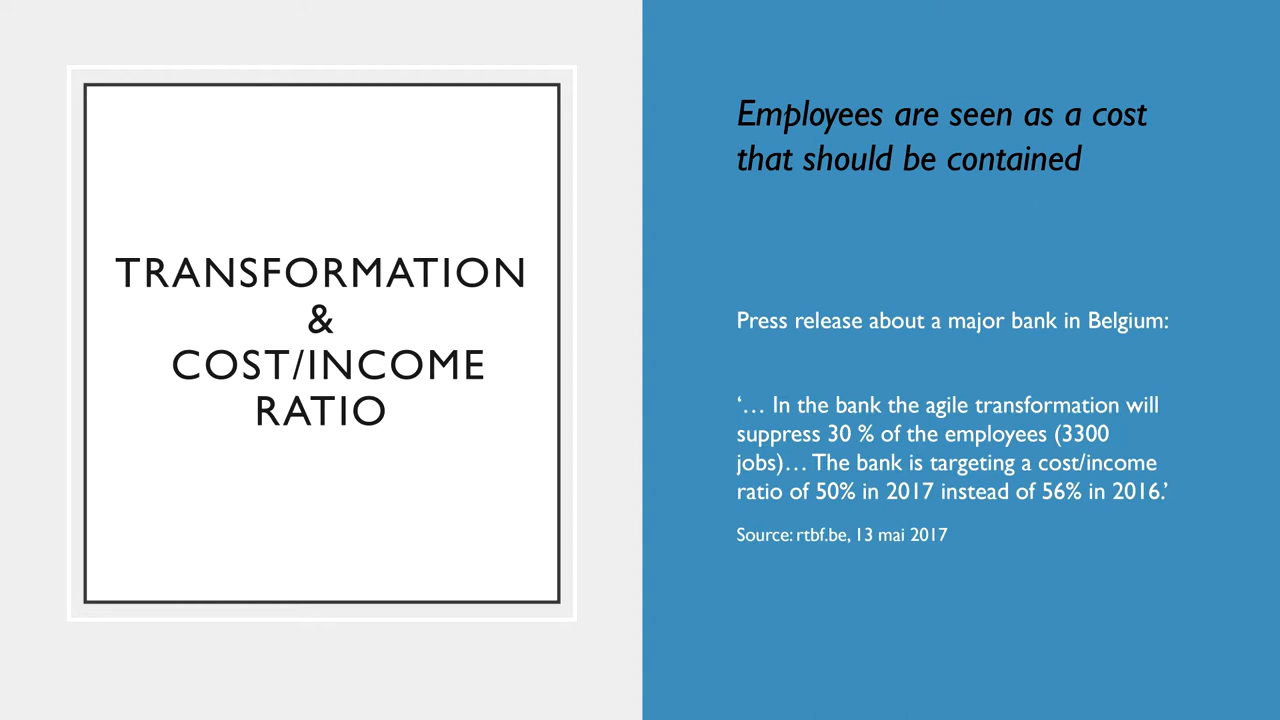 TRANSFORMATION
&
COST/INCOME
RATIO
Employees are seen as a cost
that should be contained
Press release about a major bank in Belgium:
‘… In the bank the agile transformation will
suppress 30 % of the employees (3300
jobs)… The bank is targeting a cost/income
ratio of 50% in 2017 instead of 56% in 2016.’
Source: rtbf.be, 13 mai 2017